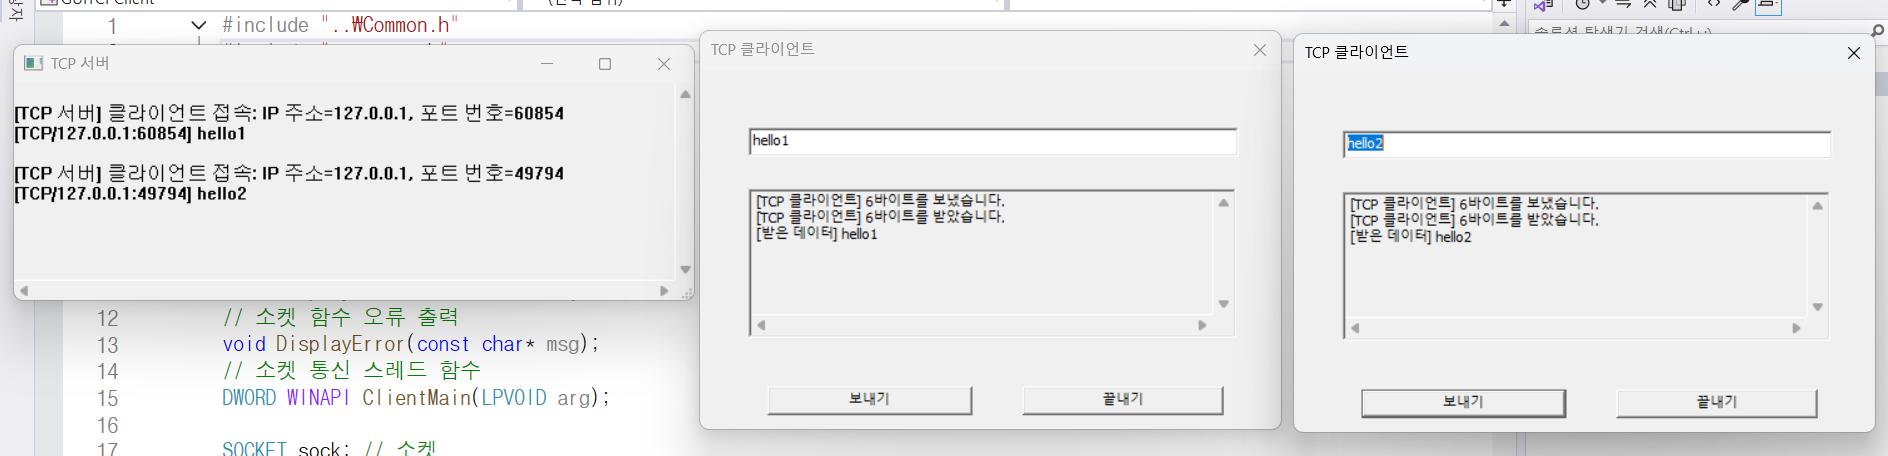 1
#include "..₩Common.h"
TCP 서버
[TCP 서버] 클라이언트 접속: IP 주소=127.0.0.1, 포트 번호=60854
[TCP/127.0.0.1:60854] hello1
[TCP 서버] 클라이언트 접속: IP 주소=127.0.0.1, 포트 번호=49794
[TCP/127.0.0.1:49794] hello2
TCP 클라이언트
hello1
[TCP 클라이언트] 6바이트를 보냈습니다.
[TCP 클라이언트] 6바이트를 받았습니다.
[받은 데이터] hello1
보내기
끝내기
TCP 클라이언트
hello2
[TCP 클라이언트] 6바이트를 보냈습니다.
[TCP 클라이언트] 6바이트를 받았습니다.
[받은 데이터] hello2
보내기
끝내기
12 // 소켓 함수 오류 출력
13 void DisplayError(const char* msg);
14 // 소켓 통신 스레드 함수
15 DWORD WINAPI ClientMain(LPVOID arg);
16
17 SOCKET sock; // 소켓